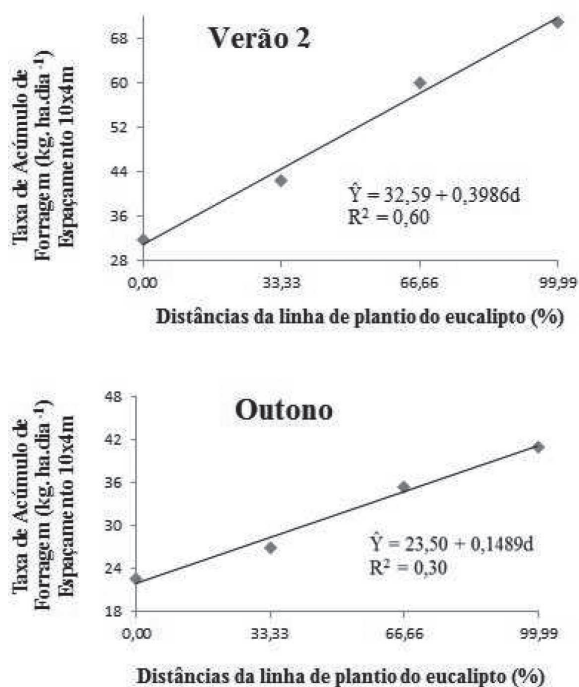 Verão 2
Taxa de Acúmulo de
Forragem (kg. ha.dia ⁻¹)
Espaçamento 10x4m
68
60
52
44
36
28
Ŷ = 32,59 + 0,3986d
R² = 0,60
0,00 33,33 66,66 99,99
Distâncias da linha de plantio do eucalipto (%)
Outono
Taxa de Acúmulo de
Forragem (kg. ha.dia ⁻¹)
Espaçamento 10x4m
48
42
36
30
24
18
Ŷ = 23,50 + 0,1489d
R² = 0,30
0,00 33,33 66,66 99,99
Distâncias da linha de plantio do eucalipto (%)